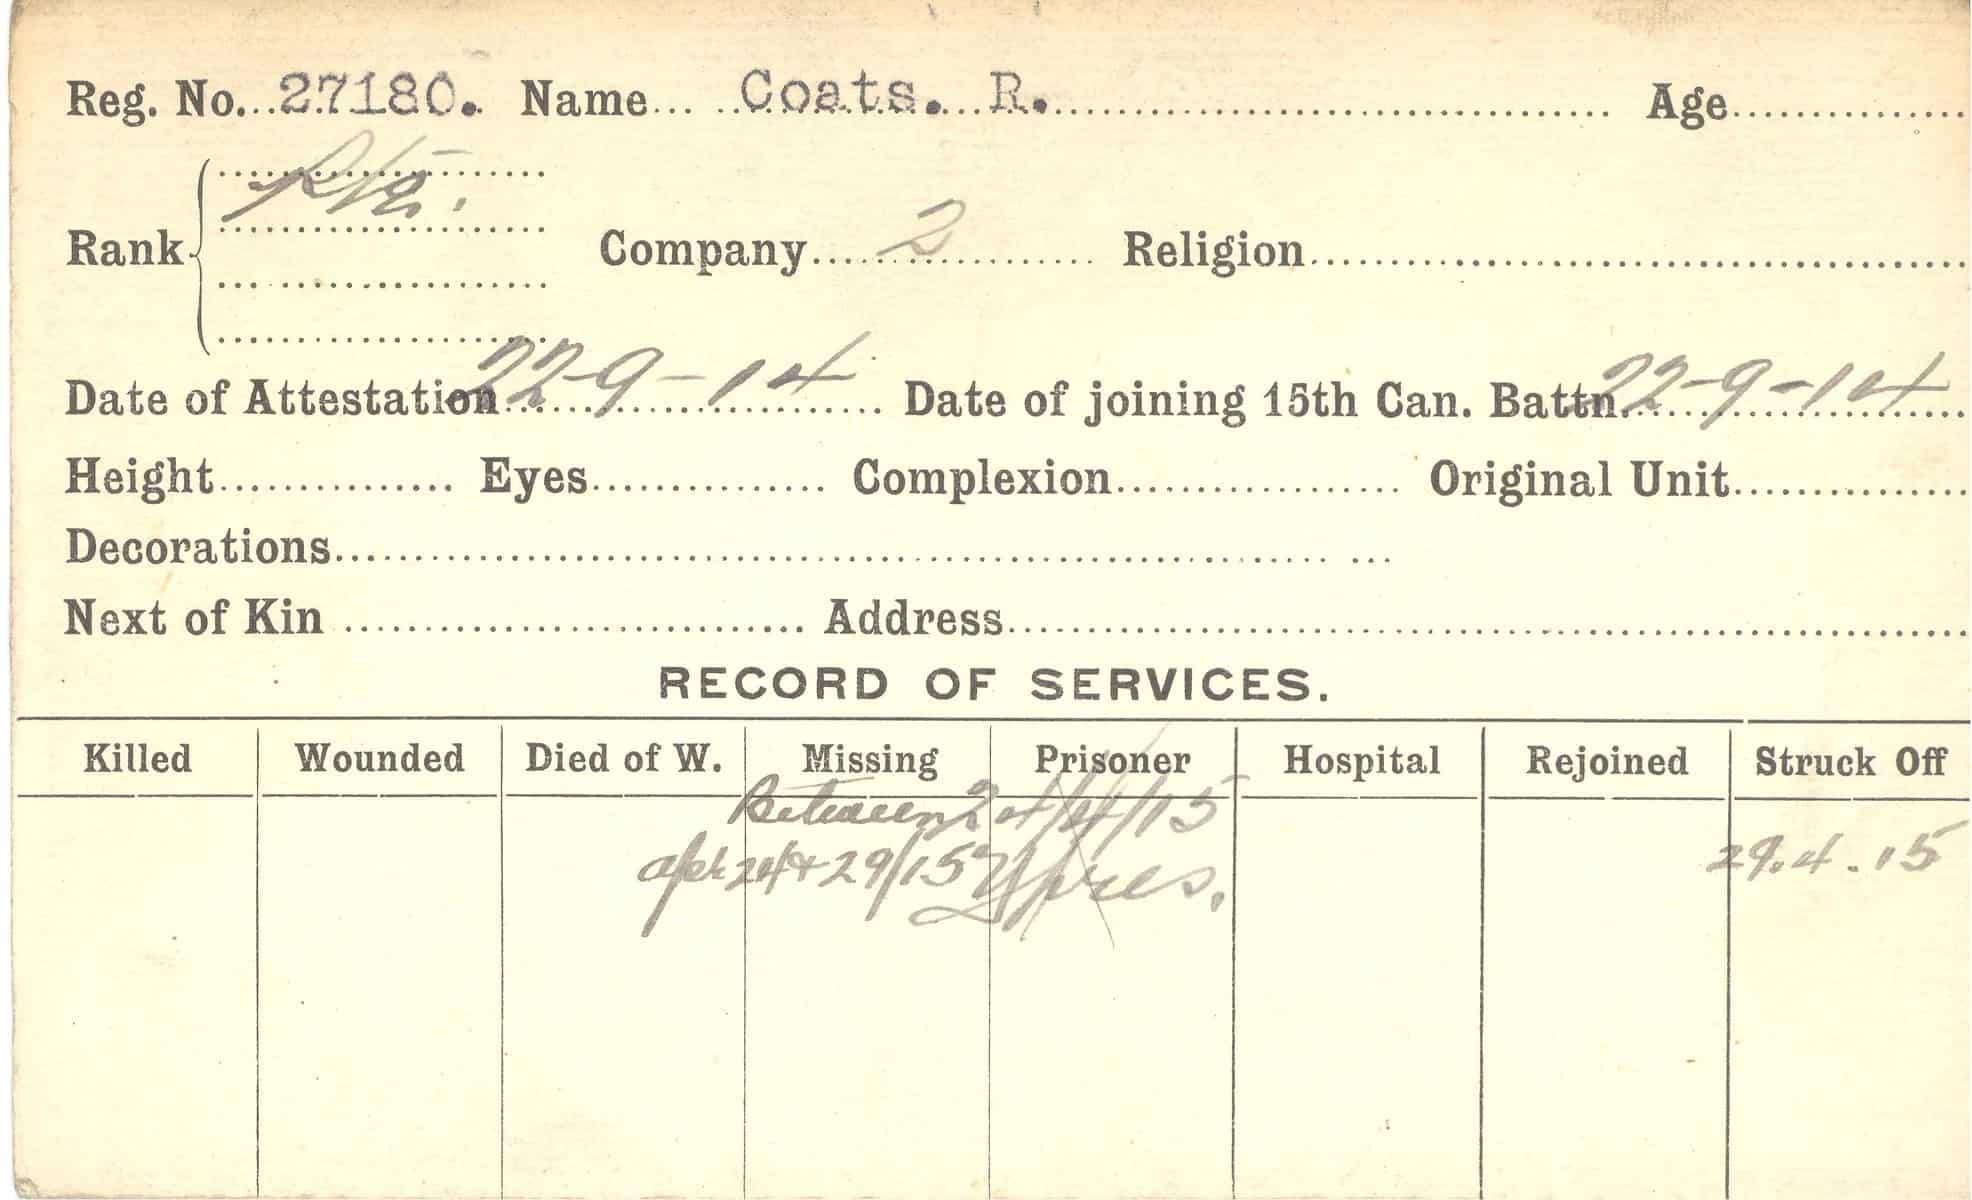 Reg. No. 27180. Name Coats. R. Age
Pte.
Rank Company 2 Religion
Date of Attestation 22-9-14 Date of joining 15th Can. Battn. 22-9-14
Height Eyes Complexion Original Unit
Decorations
Next of Kin Address
RECORD OF SERVICES.
Killed Wounded Died of W. Missing Prisoner Hospital Rejoined Struck Off
Between 24/4/15
Apl 24 + 29/15 Ypres. 29.4.15